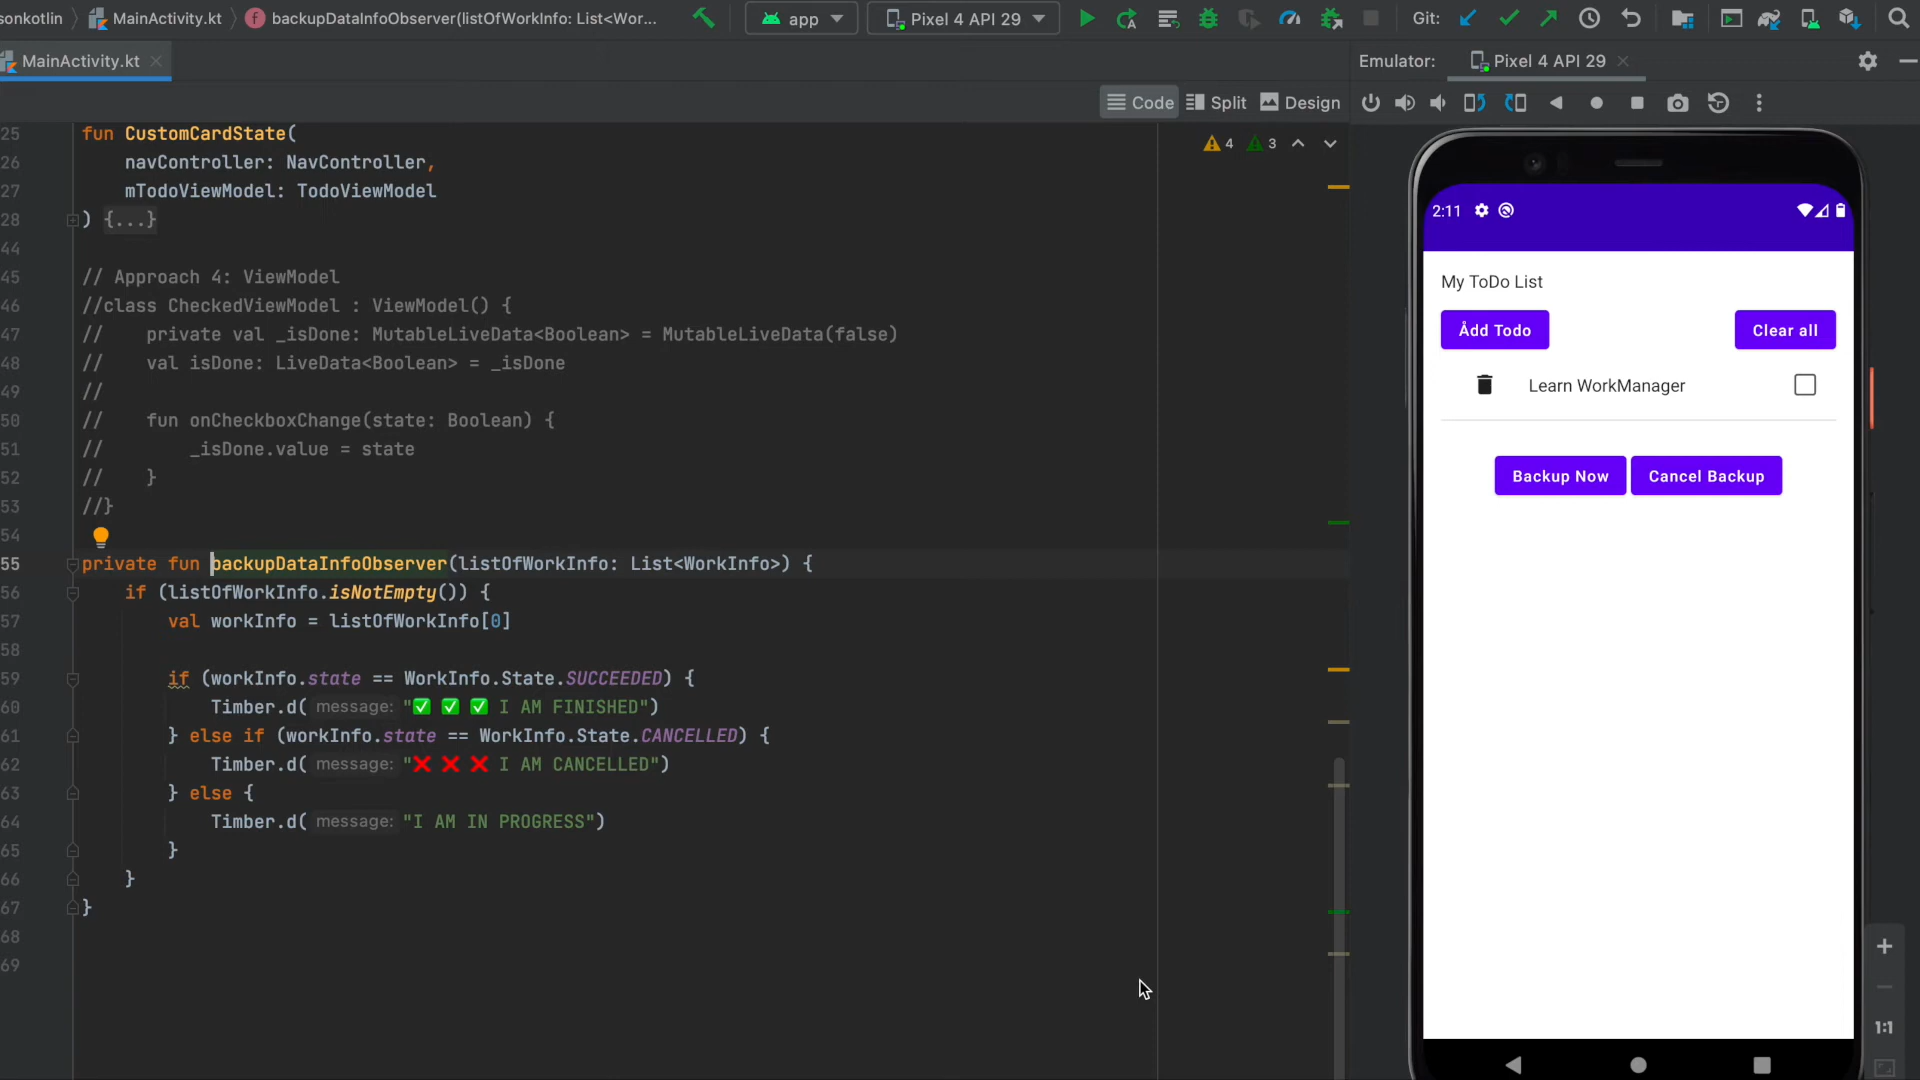 sonkotlin MainActivity.kt f backupDataInfoObserver(listOfWorkInfo: List<Wor... app Pixel 4 API 29 Git:
MainActivity.kt
Emulator: Pixel 4 API 29
Code Split Design
4 3
25 fun CustomCardState(
26 navController: NavController,
27 mTodoViewModel: TodoViewModel
28 ) {...}
44
45 // Approach 4: ViewModel
46 //class CheckedViewModel : ViewModel() {
47 // private val _isDone: MutableLiveData<Boolean> = MutableLiveData(false)
48 // val isDone: LiveData<Boolean> = _isDone
49 //
50 // fun onCheckboxChange(state: Boolean) {
51 // _isDone.value = state
52 // }
53 //}
54
55 private fun backupDataInfoObserver(listOfWorkInfo: List<WorkInfo>) {
56 if (listOfWorkInfo.isNotEmpty()) {
57 val workInfo = listOfWorkInfo[0]
58
59 if (workInfo.state == WorkInfo.State.SUCCEEDED) {
60 Timber.d( message: "✅ ✅ ✅ I AM FINISHED")
61 } else if (workInfo.state == WorkInfo.State.CANCELLED) {
62 Timber.d( message: "❌ ❌ ❌ I AM CANCELLED")
63 } else {
64 Timber.d( message: "I AM IN PROGRESS")
65 }
66 }
67 }
68
69
2:11
My ToDo List
Ådd Todo Clear all
Learn WorkManager
Backup Now Cancel Backup
1:1